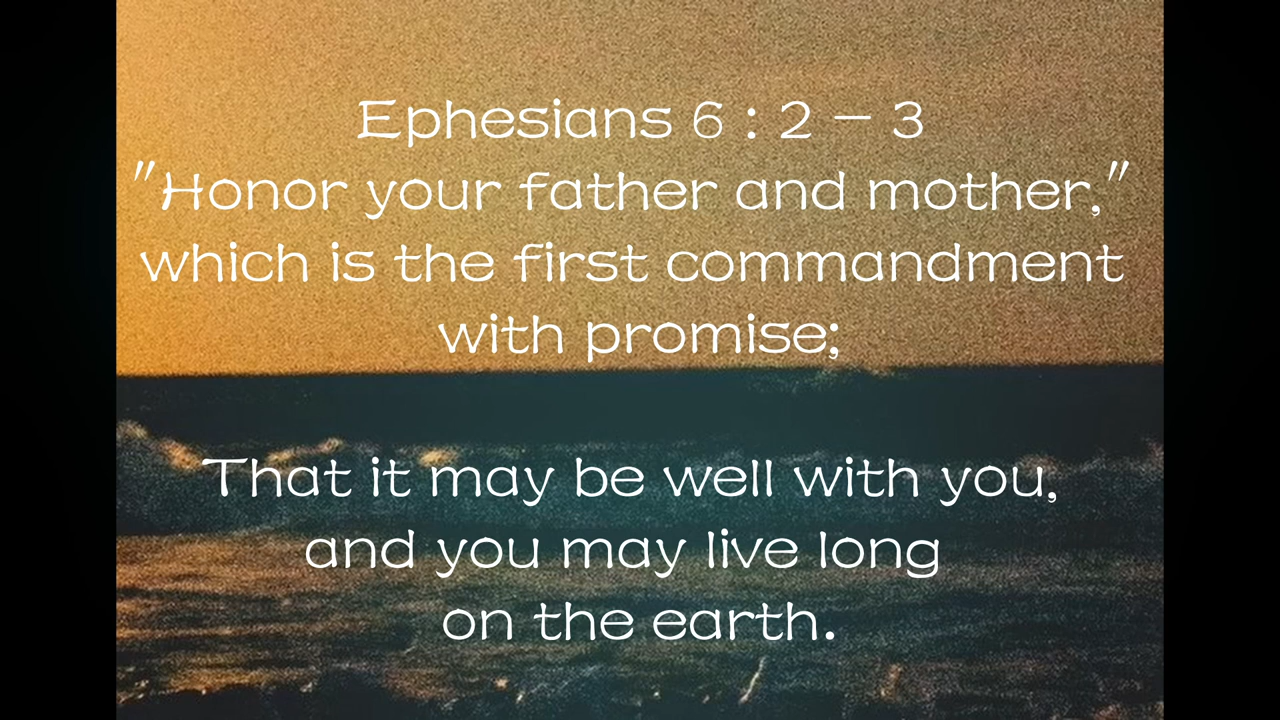 Ephesians 6 : 2 – 3
"Honor your father and mother,"
which is the first commandment
with promise;
That it may be well with you,
and you may live long
on the earth.